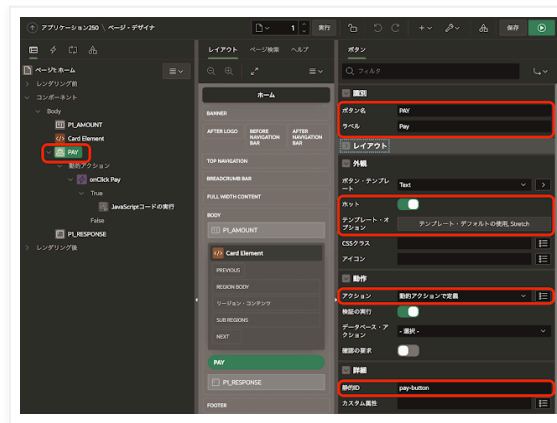 アプリケーション250 \ ページ・デザイナ
1
実行
保存
ページ1: ホーム
レンダリング前
コンポーネント
Body
P1_AMOUNT
Card Element
PAY
動的アクション
onClick Pay
True
JavaScriptコードの実行
False
P1_RESPONSE
レンダリング後
レイアウト
ページ検索
ヘルプ
ホーム
BANNER
AFTER LOGO
BEFORE NAVIGATION BAR
AFTER NAVIGATION BAR
TOP NAVIGATION
BREADCRUMB BAR
FULL WIDTH CONTENT
BODY
P1_AMOUNT
Card Element
PREVIOUS
REGION BODY
リージョン・コンテンツ
SUB REGIONS
NEXT
PAY
P1_RESPONSE
FOOTER
ボタン
フィルタ
識別
ボタン名 PAY
ラベル Pay
レイアウト
外観
ボタン・テンプレート Text
ホット
テンプレート・オプション テンプレート・デフォルトの使用, Stretch
CSSクラス
アイコン
動作
アクション 動的アクションで定義
検証の実行
データベース・アクション - 選択 -
確認の要求
詳細
静的ID pay-button
カスタム属性